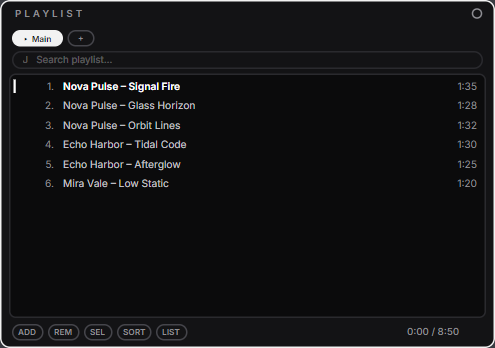 PLAYLIST
• Main +
J Search playlist...
1. Nova Pulse – Signal Fire 1:35
2. Nova Pulse – Glass Horizon 1:28
3. Nova Pulse – Orbit Lines 1:32
4. Echo Harbor – Tidal Code 1:30
5. Echo Harbor – Afterglow 1:25
6. Mira Vale – Low Static 1:20
ADD REM SEL SORT LIST 0:00 / 8:50